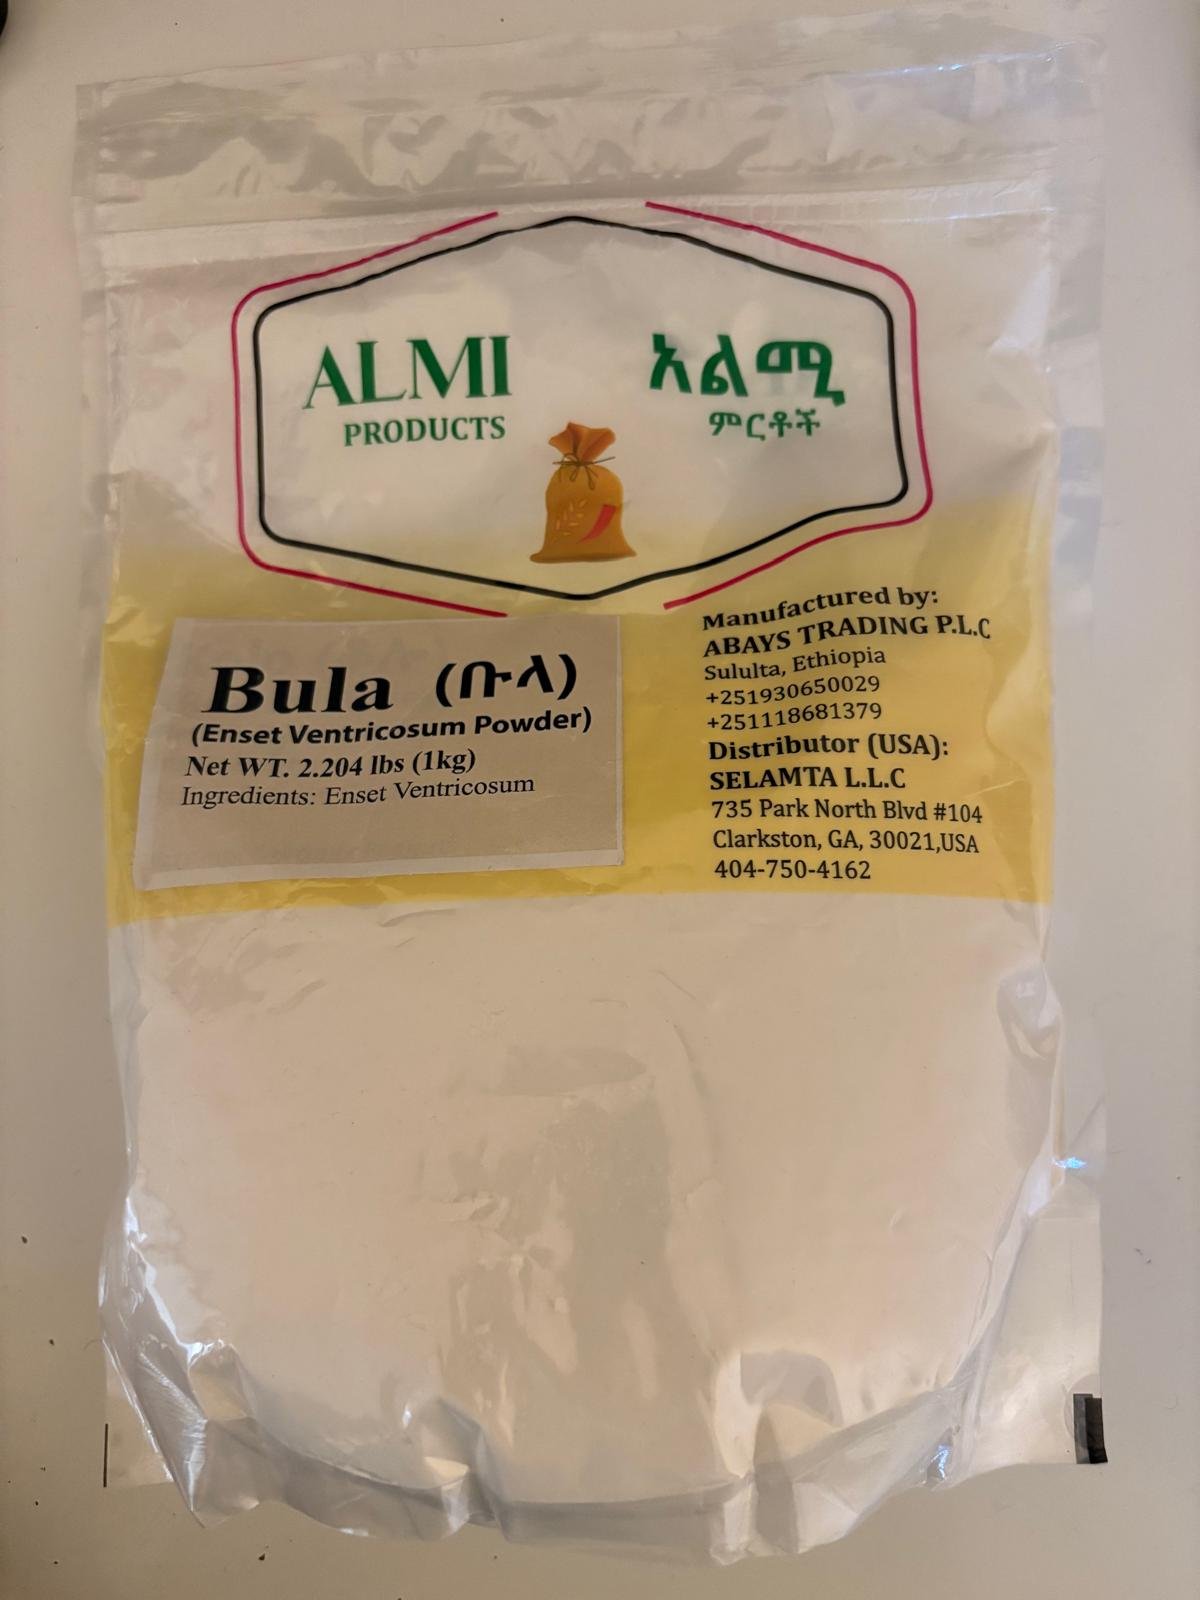 ALMI
PRODUCTS
አልሚ
ምርቶች
Bula (ቡላ)
(Enset Ventricosum Powder)
Net WT. 2.204 lbs (1kg)
Ingredients: Enset Ventricosum
Manufactured by:
ABAYS TRADING P.L.C
Sululta, Ethiopia
+251930650029
+251118681379
Distributor (USA):
SELAMTA L.L.C
735 Park North Blvd #104
Clarkston, GA, 30021,USA
404-750-4162